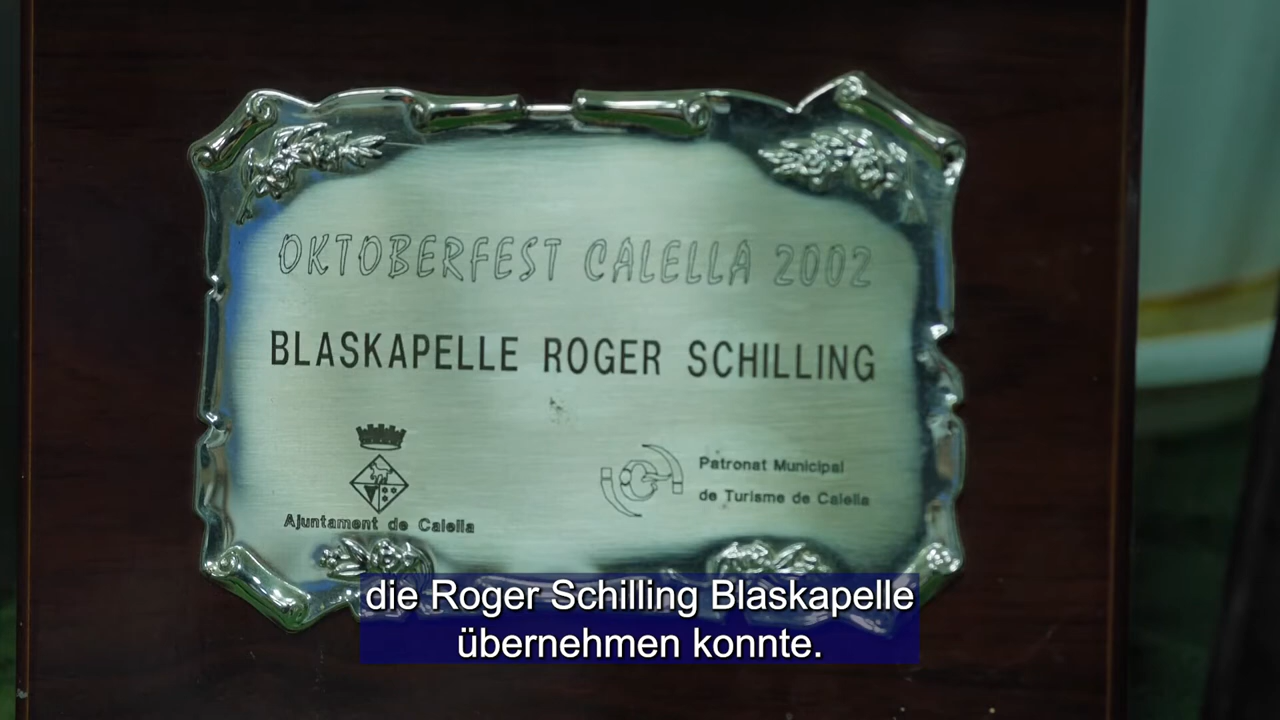 OKTOBERFEST CALELLA 2002
BLASKAPELLE ROGER SCHILLING
Ajuntament de Calella
Patronat Municipal
de Turisme de Calella
die Roger Schilling Blaskapelle
übernehmen konnte.